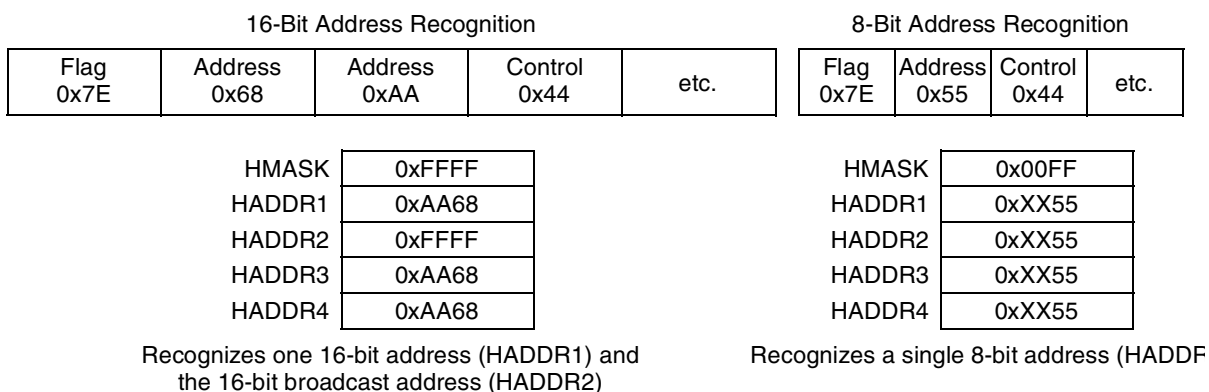 16-Bit Address Recognition
Flag 0x7E Address 0x68 Address 0xAA Control 0x44 etc.
HMASK 0xFFFF
HADDR1 0xAA68
HADDR2 0xFFFF
HADDR3 0xAA68
HADDR4 0xAA68
Recognizes one 16-bit address (HADDR1) and
the 16-bit broadcast address (HADDR2)
8-Bit Address Recognition
Flag 0x7E Address 0x55 Control 0x44 etc.
HMASK 0x00FF
HADDR1 0xXX55
HADDR2 0xXX55
HADDR3 0xXX55
HADDR4 0xXX55
Recognizes a single 8-bit address (HADDR